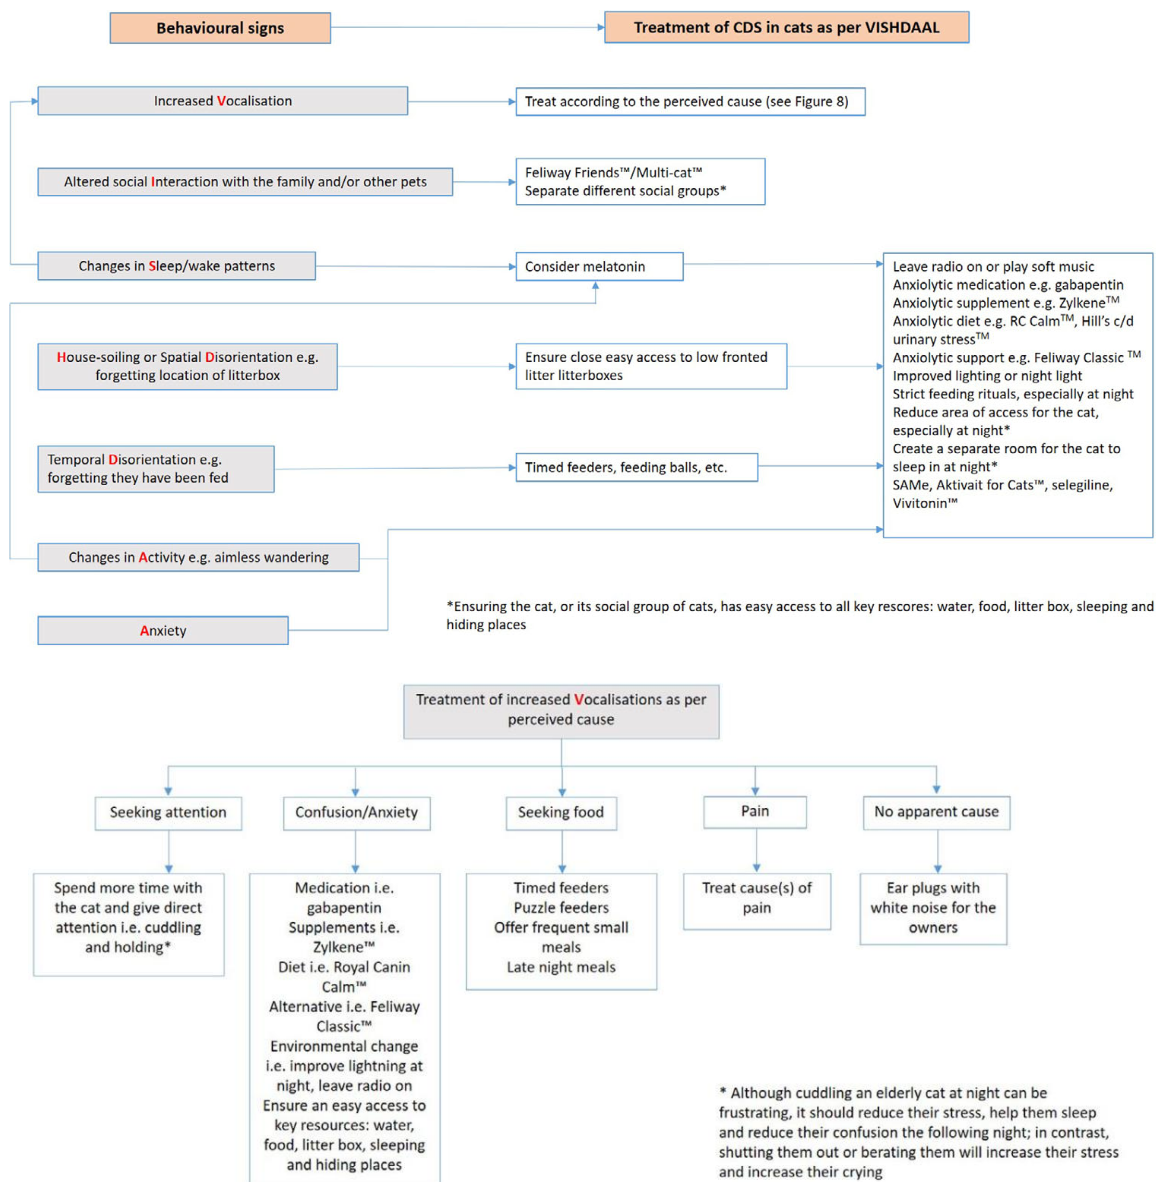 Behavioural signs
Treatment of CDS in cats as per VISHDAAL
Increased Vocalisation
Treat according to the perceived cause (see Figure 8)
Altered social Interaction with the family and/or other pets
Feliway Friends™/Multi-cat™
Separate different social groups*
Changes in Sleep/wake patterns
Consider melatonin
House-soiling or Spatial Disorientation e.g.
forgetting location of litterbox
Ensure close easy access to low fronted
litter litterboxes
Temporal Disorientation e.g.
forgetting they have been fed
Timed feeders, feeding balls, etc.
Changes in Activity e.g. aimless wandering
Anxiety
Leave radio on or play soft music
Anxiolytic medication e.g. gabapentin
Anxiolytic supplement e.g. Zylkene™
Anxiolytic diet e.g. RC Calm™, Hill's c/d
urinary stress™
Anxiolytic support e.g. Feliway Classic ™
Improved lighting or night light
Strict feeding rituals, especially at night
Reduce area of access for the cat,
especially at night*
Create a separate room for the cat to
sleep in at night*
SAMe, Aktivait for Cats™, selegiline,
Vivitonin™
*Ensuring the cat, or its social group of cats, has easy access to all key rescores: water, food, litter box, sleeping and
hiding places
Treatment of increased Vocalisations as per
perceived cause
Seeking attention
Confusion/Anxiety
Seeking food
Pain
No apparent cause
Spend more time with
the cat and give direct
attention i.e. cuddling
and holding*
Medication i.e.
gabapentin
Supplements i.e.
Zylkene™
Diet i.e. Royal Canin
Calm™
Alternative i.e. Feliway
Classic™
Environmental change
i.e. improve lightning at
night, leave radio on
Ensure an easy access to
key resources: water,
food, litter box, sleeping
and hiding places
Timed feeders
Puzzle feeders
Offer frequent small
meals
Late night meals
Treat cause(s) of
pain
Ear plugs with
white noise for the
owners
* Although cuddling an elderly cat at night can be
frustrating, it should reduce their stress, help them sleep
and reduce their confusion the following night; in contrast,
shutting them out or berating them will increase their stress
and increase their crying